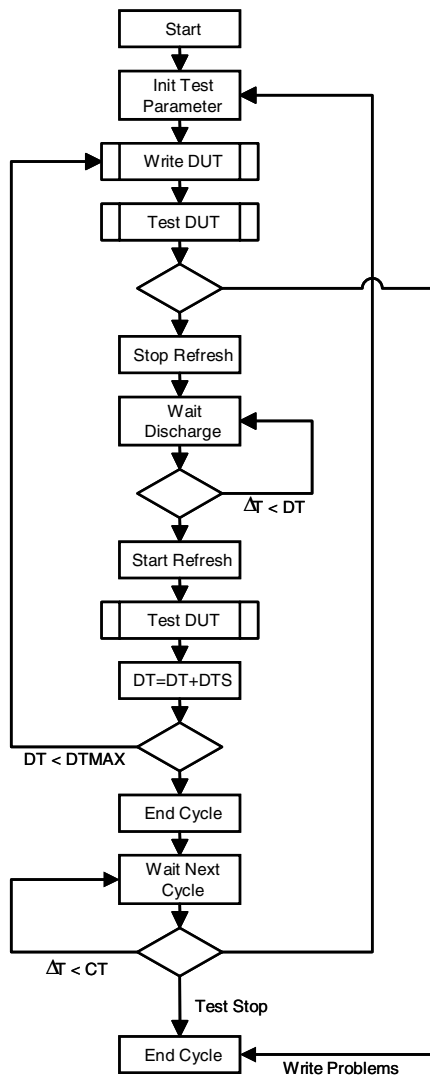 Start
Init Test
Parameter
Write DUT
Test DUT
Stop Refresh
Wait
Discharge
ΔT < DT
Start Refresh
Test DUT
DT=DT+DTS
DT < DTMAX
End Cycle
Wait Next
Cycle
ΔT < CT
Test Stop
End Cycle
Write Problems